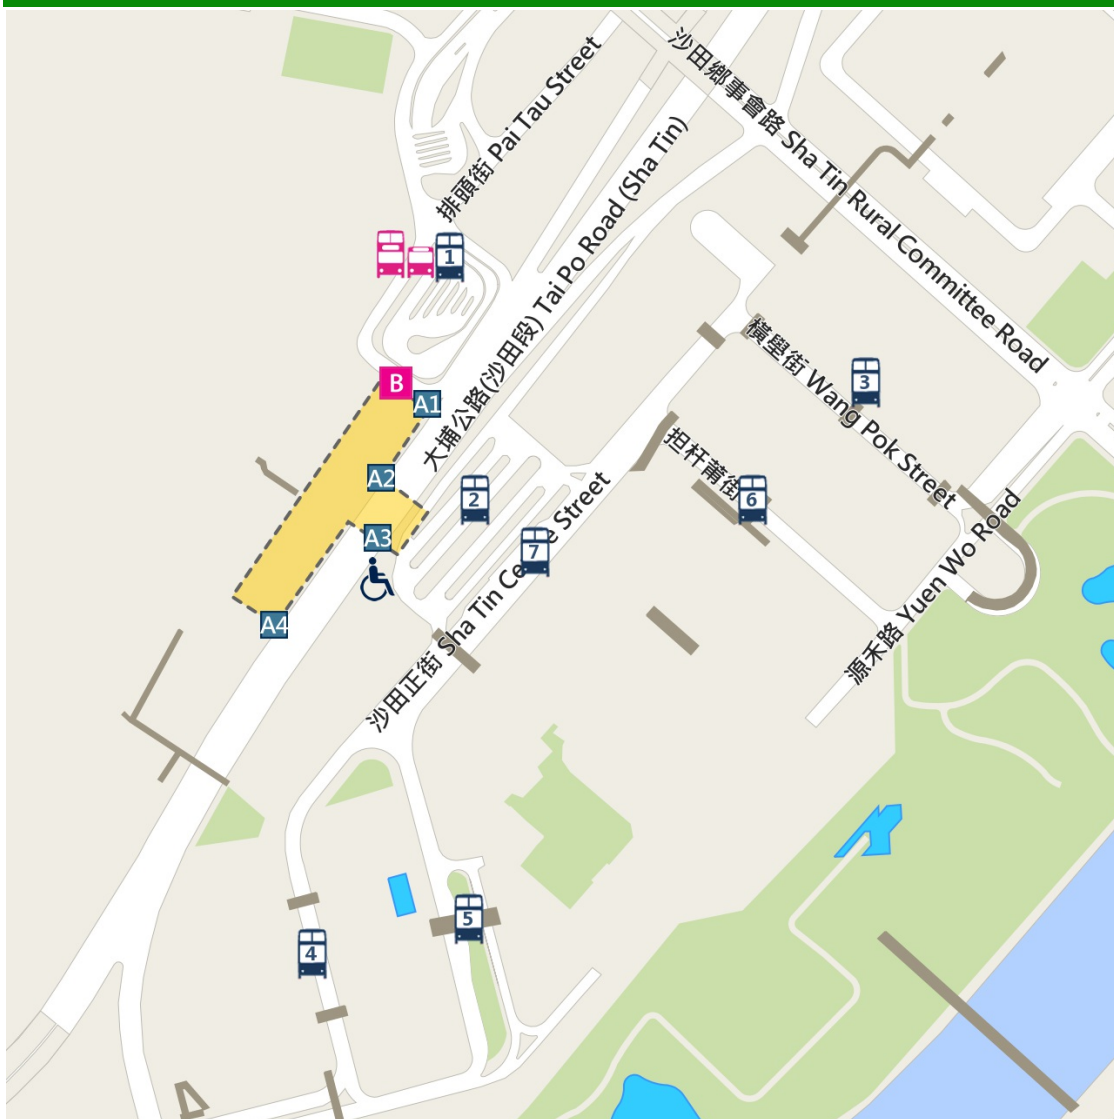 沙田鄉事會路 Sha Tin Rural Committee Road
排頭街 Pai Tau Street
大埔公路(沙田段) Tai Po Road (Sha Tin)
1
橫壆街 Wang Pok Street
3
B
A1
担杆莆街
A2
2
6
A3
7
沙田正街 Sha Tin Ce e Street
源禾路 Yuen Wo Road
A4
5
4